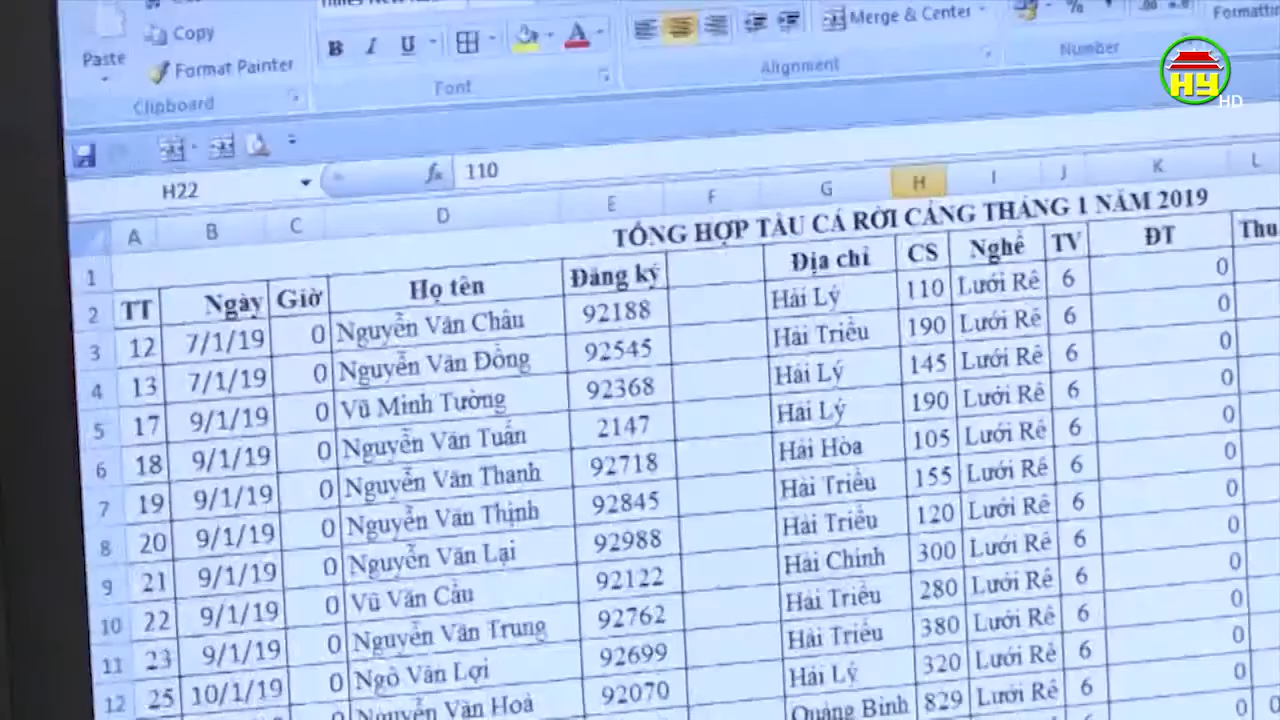 Copy
Paste
Format Painter
Clipboard
B I U A
Font
Merge & Center
Alignment
%
Number
HY HD
H22 fx 110
A B C D E F G H I J K L
1 TỔNG HỢP TÀU CÁ RỜI CẢNG THÁNG 1 NĂM 2019
2 TT Ngày Giờ Họ tên Đăng ký Địa chỉ CS Nghề TV ĐT Thu
3 12 7/1/19 0 Nguyễn Văn Châu 92188 Hải Lý 110 Lưới Rê 6 0
4 13 7/1/19 0 Nguyễn Văn Đồng 92545 Hải Triều 190 Lưới Rê 6 0
5 17 9/1/19 0 Vũ Minh Tường 92368 Hải Lý 145 Lưới Rê 6 0
6 18 9/1/19 0 Nguyễn Văn Tuấn 2147 Hải Lý 190 Lưới Rê 6 0
7 19 9/1/19 0 Nguyễn Văn Thanh 92718 Hải Hòa 105 Lưới Rê 6 0
8 20 9/1/19 0 Nguyễn Văn Thịnh 92845 Hải Triều 155 Lưới Rê 6 0
9 21 9/1/19 0 Nguyễn Văn Lại 92988 Hải Triều 120 Lưới Rê 6 0
10 22 9/1/19 0 Vũ Văn Cầu 92122 Hải Chính 300 Lưới Rê 6 0
11 23 9/1/19 0 Nguyễn Văn Trung 92762 Hải Triều 280 Lưới Rê 6 0
12 25 10/1/19 0 Ngô Văn Lợi 92699 Hải Triều 380 Lưới Rê 6 0
Nguyễn Văn Hoà 92070 Hải Lý 320 Lưới Rê 6 0
Quảng Bình 829 Lưới Rê 6 0